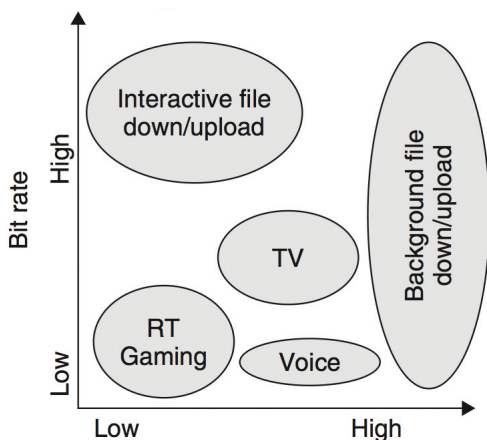 Interactive file
down/upload
High
Bit rate
Background file
down/upload
TV
RT
Gaming
Voice
Low
Low
High